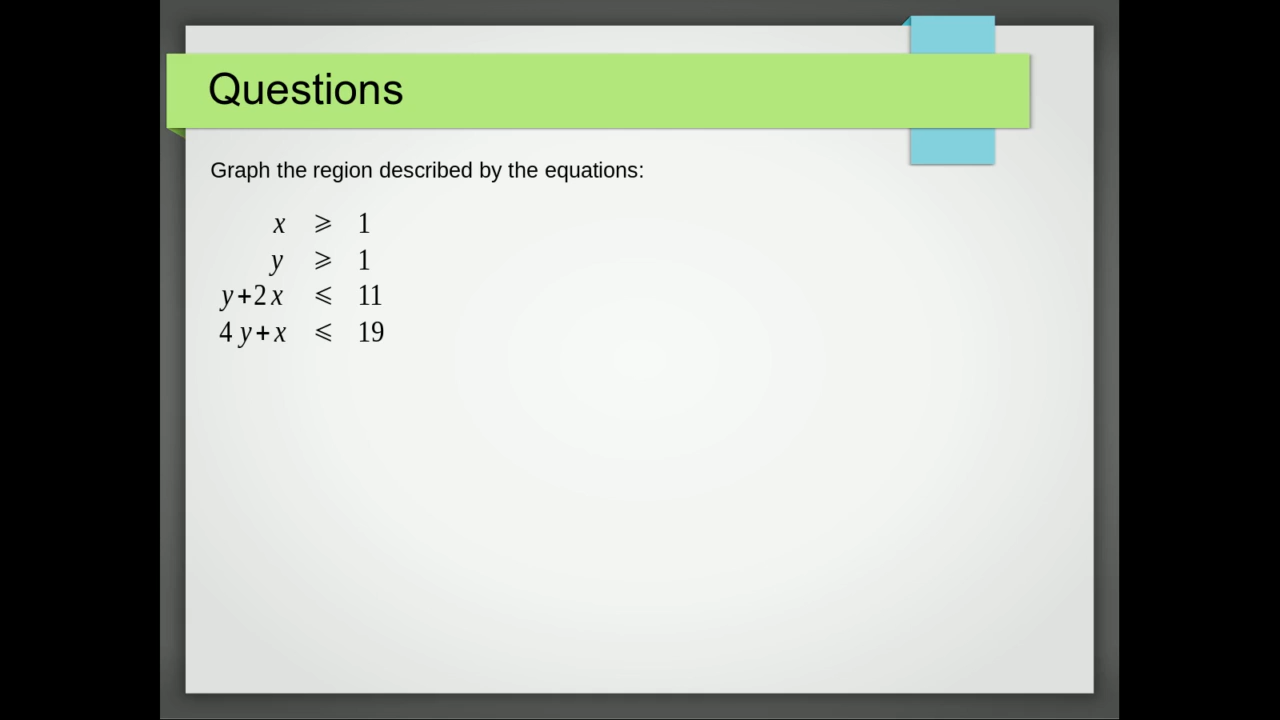 Questions
Graph the region described by the equations:
x ⩾ 1
y ⩾ 1
y+2x ⩽ 11
4y+x ⩽ 19